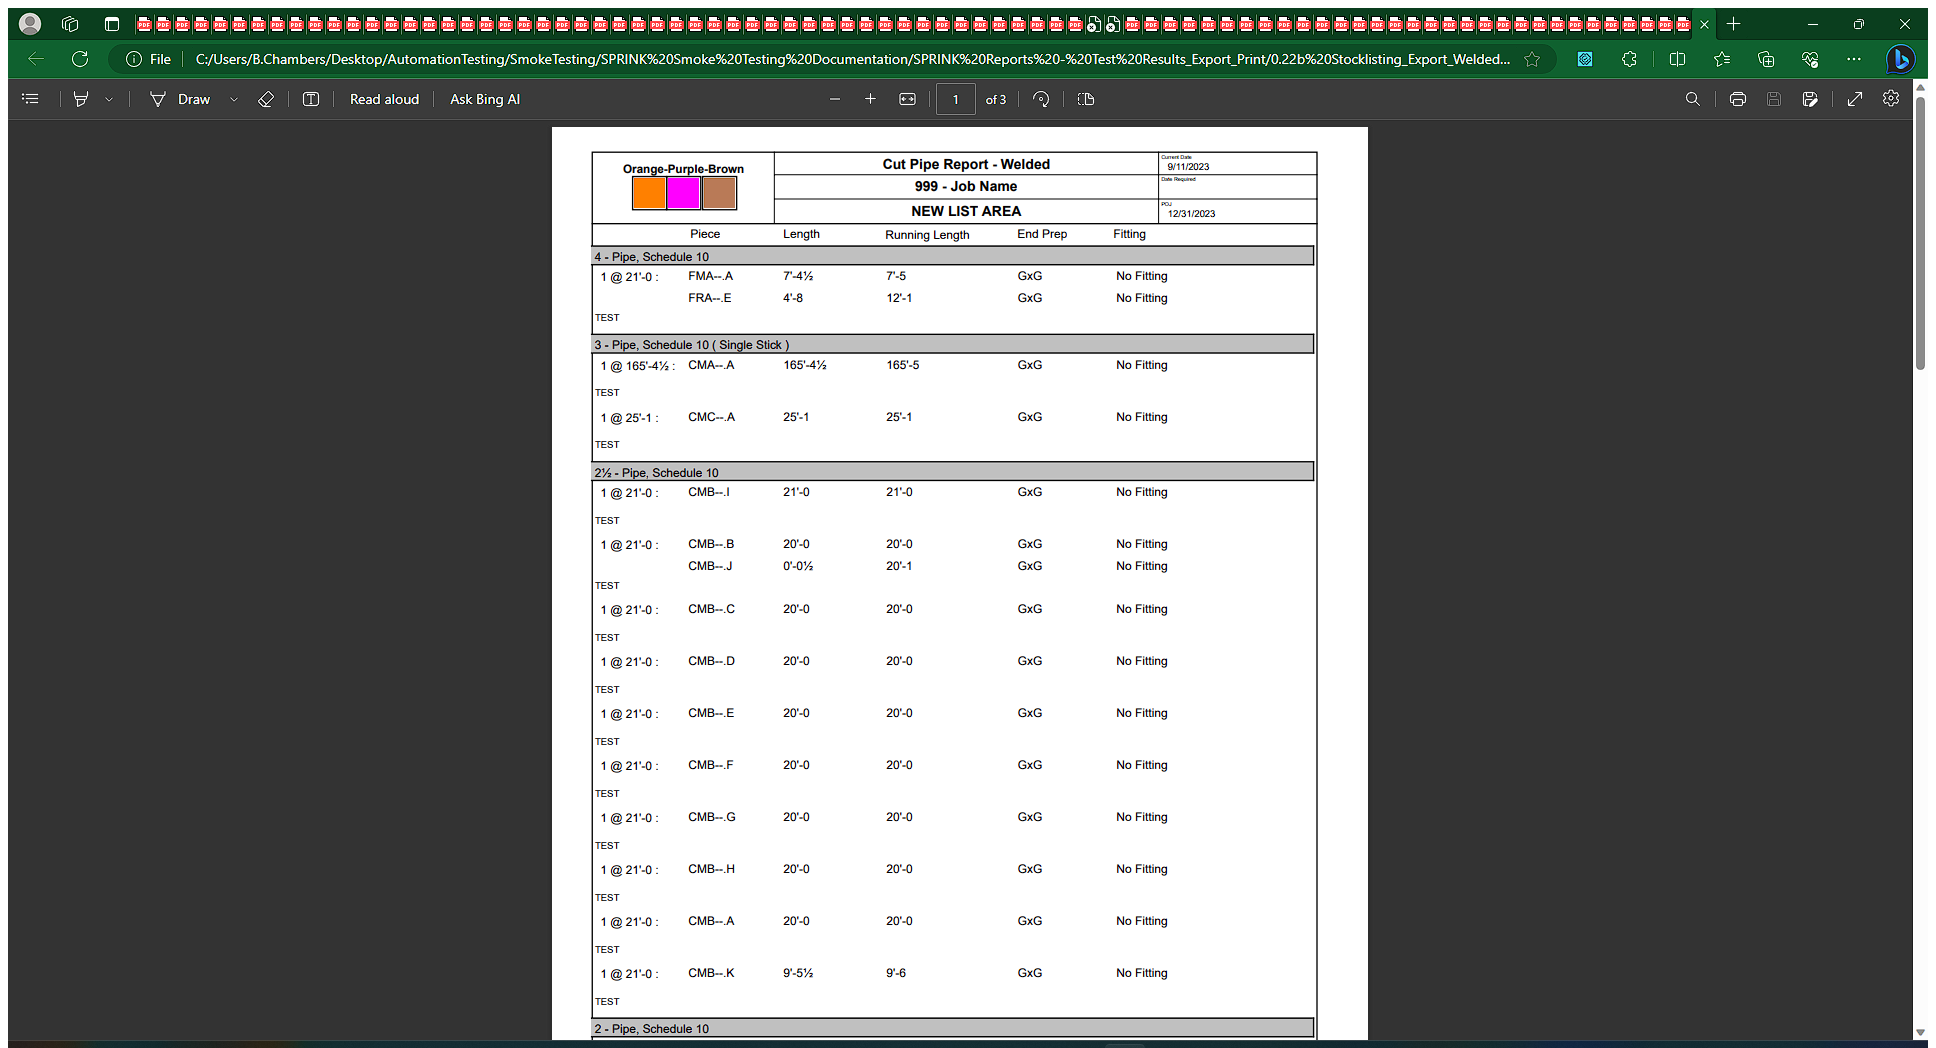 File C:/Users/B.Chambers/Desktop/AutomationTesting/SmokeTesting/SPRINK%20Smoke%20Testing%20Documentation/SPRINK%20Reports%20-%20Test%20Results_Export_Print/0.22b%20Stocklisting_Export_Welded...
Draw Read aloud Ask Bing AI 1 of 3
Orange-Purple-Brown
Cut Pipe Report - Welded
999 - Job Name
NEW LIST AREA
Current Date
9/11/2023
Date Required
PDJ
12/31/2023
Piece Length Running Length End Prep Fitting
4 - Pipe, Schedule 10
1 @ 21'-0 : FMA--.A 7'-4½ 7'-5 GxG No Fitting
FRA--.E 4'-8 12'-1 GxG No Fitting
TEST
3 - Pipe, Schedule 10 ( Single Stick )
1 @ 165'-4½ : CMA--.A 165'-4½ 165'-5 GxG No Fitting
TEST
1 @ 25'-1 : CMC--.A 25'-1 25'-1 GxG No Fitting
TEST
2½ - Pipe, Schedule 10
1 @ 21'-0 : CMB--.I 21'-0 21'-0 GxG No Fitting
TEST
1 @ 21'-0 : CMB--.B 20'-0 20'-0 GxG No Fitting
CMB--.J 0'-0½ 20'-1 GxG No Fitting
TEST
1 @ 21'-0 : CMB--.C 20'-0 20'-0 GxG No Fitting
TEST
1 @ 21'-0 : CMB--.D 20'-0 20'-0 GxG No Fitting
TEST
1 @ 21'-0 : CMB--.E 20'-0 20'-0 GxG No Fitting
TEST
1 @ 21'-0 : CMB--.F 20'-0 20'-0 GxG No Fitting
TEST
1 @ 21'-0 : CMB--.G 20'-0 20'-0 GxG No Fitting
TEST
1 @ 21'-0 : CMB--.H 20'-0 20'-0 GxG No Fitting
TEST
1 @ 21'-0 : CMB--.A 20'-0 20'-0 GxG No Fitting
TEST
1 @ 21'-0 : CMB--.K 9'-5½ 9'-6 GxG No Fitting
TEST
2 - Pipe, Schedule 10